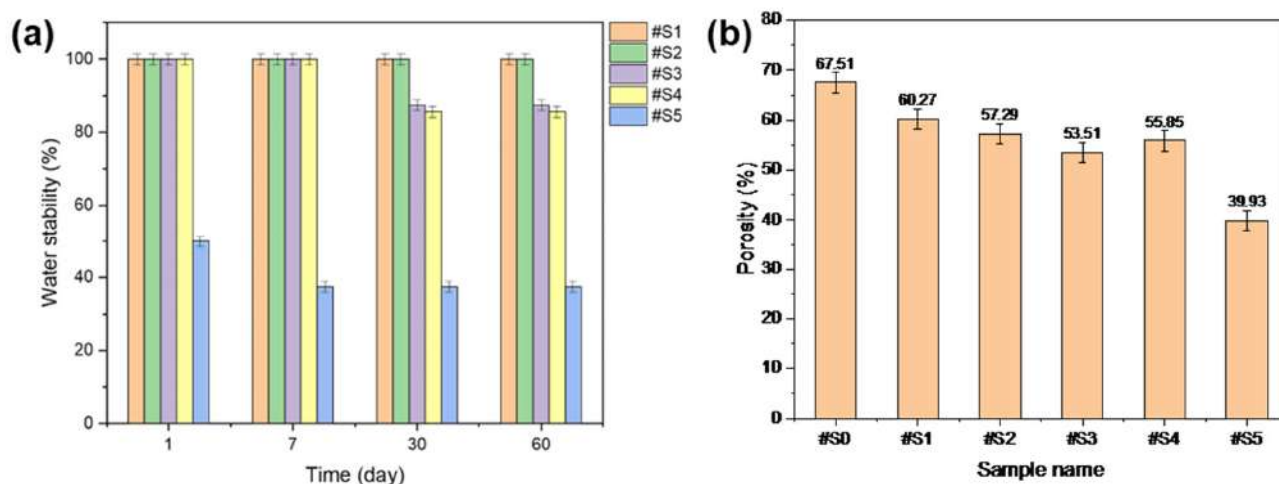 (a)
#S1
#S2
#S3
#S4
#S5
100
80
60
40
20
0
Water stability (%)
1 7 30 60
Time (day)
(b)
80
70
60
50
40
30
20
10
0
Porosity (%)
67.51
60.27
57.29
53.51
55.85
39.93
#S0 #S1 #S2 #S3 #S4 #S5
Sample name